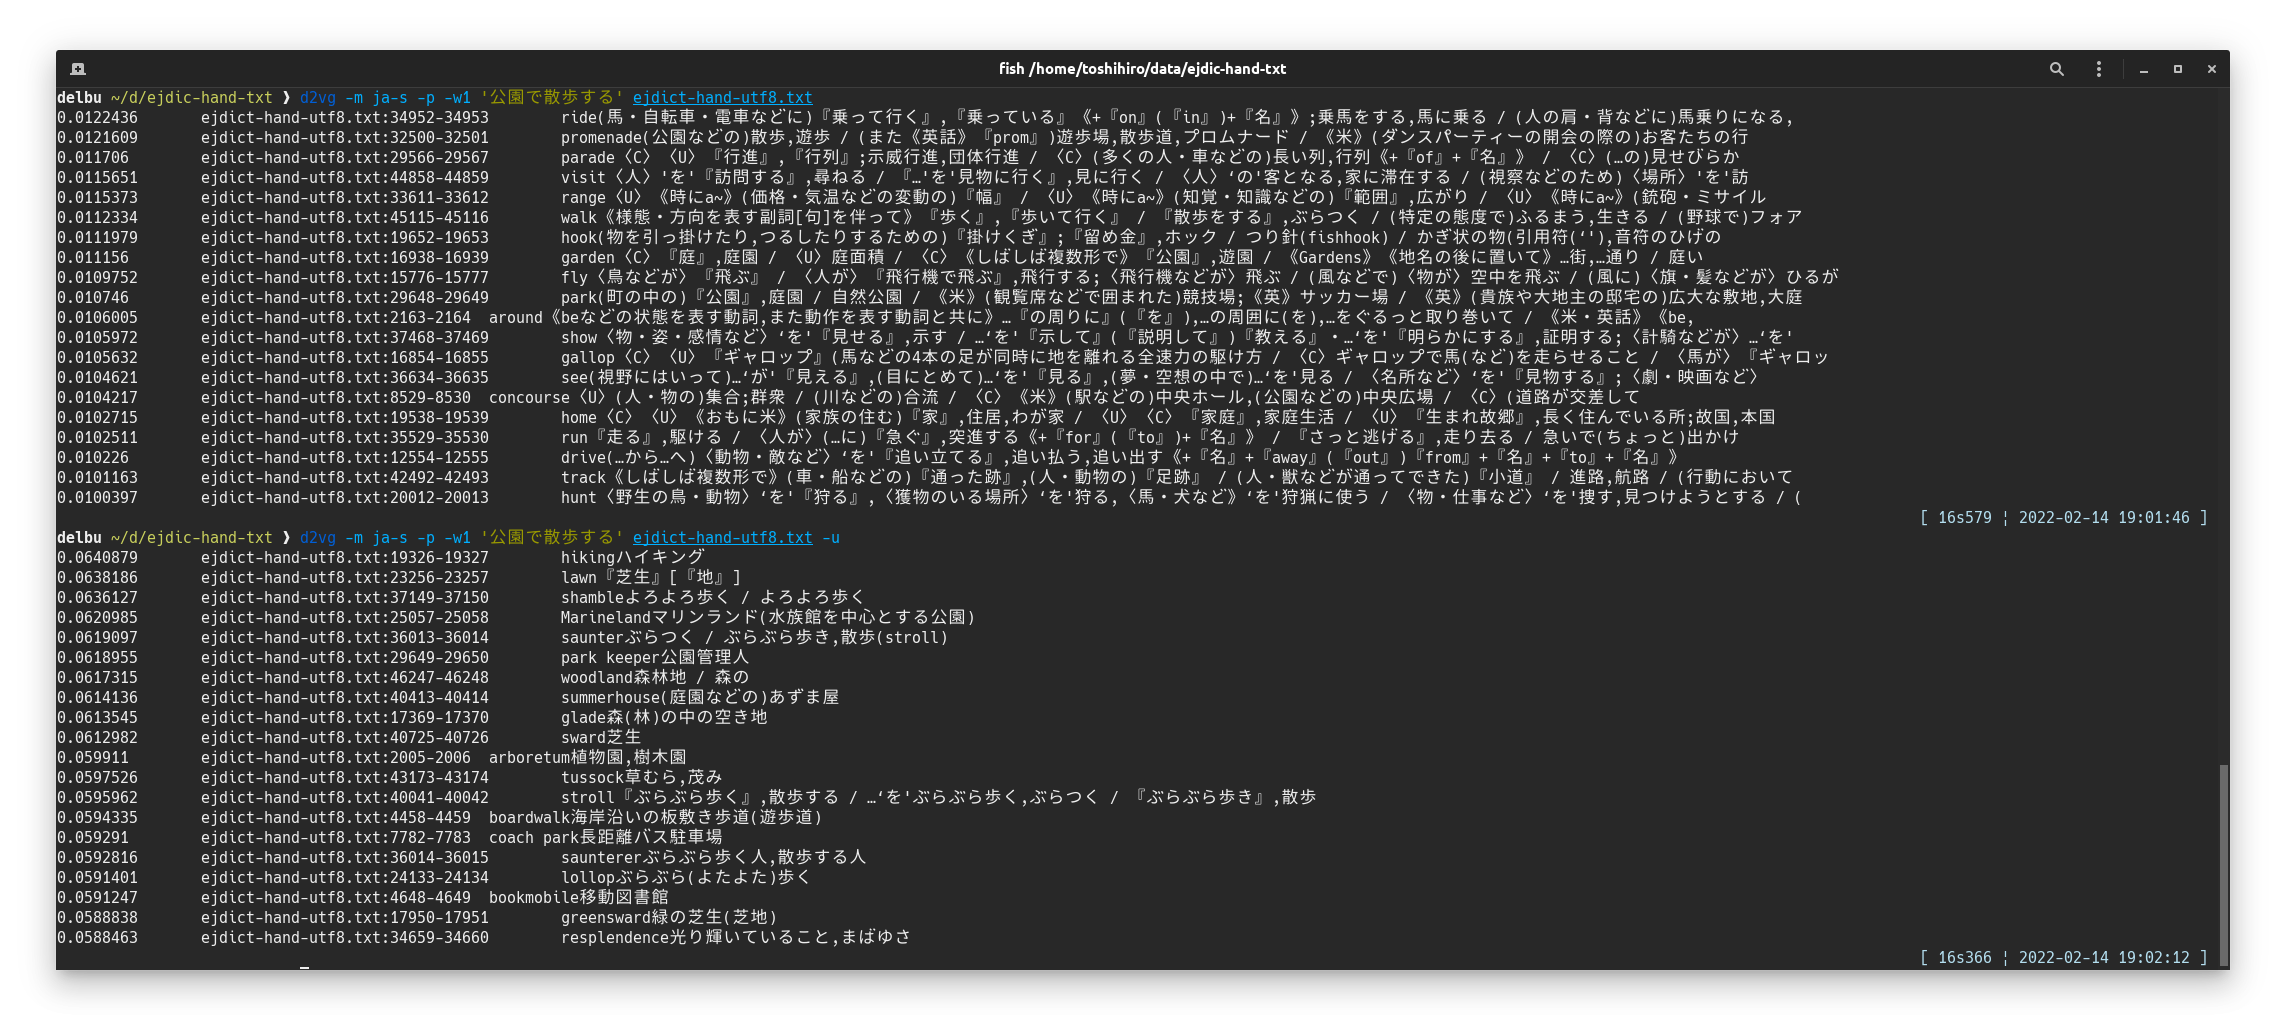 fish /home/toshihiro/data/ejdic-hand-txt
delbu ~/d/ejdic-hand-txt ❯ d2vg -m ja-s -p -w1 '公園で散歩する' ejdict-hand-utf8.txt
0.0122436 ejdict-hand-utf8.txt:34952-34953 ride(馬・自転車・電車などに)『乗って行く』,『乗っている』《+『on』(『in』)+『名』》;乗馬をする,馬に乗る / (人の肩・背などに)馬乗りになる,
0.0121609 ejdict-hand-utf8.txt:32500-32501 promenade(公園などの)散歩,遊歩 / (また《英話》『prom』)遊歩場,散歩道,プロムナード / 《米》(ダンスパーティーの開会の際の)お客たちの行
0.011706 ejdict-hand-utf8.txt:29566-29567 parade〈C〉〈U〉『行進』,『行列』;示威行進,団体行進 / 〈C〉(多くの人・車などの)長い列,行列《+『of』+『名』》 / 〈C〉(…の)見せびらか
0.0115651 ejdict-hand-utf8.txt:44858-44859 visit〈人〉'を'『訪問する』,尋ねる / 『…'を'見物に行く』,見に行く / 〈人〉‘の'客となる,家に滞在する / (視察などのため)〈場所〉'を'訪
0.0115373 ejdict-hand-utf8.txt:33611-33612 range〈U〉《時にa~》(価格・気温などの変動の)『幅』 / 〈U〉《時にa~》(知覚・知識などの)『範囲』,広がり / 〈U〉《時にa~》(銃砲・ミサイル
0.0112334 ejdict-hand-utf8.txt:45115-45116 walk《様態・方向を表す副詞[句]を伴って》『歩く』,『歩いて行く』 / 『散歩をする』,ぶらつく / (特定の態度で)ふるまう,生きる / (野球で)フォア
0.0111979 ejdict-hand-utf8.txt:19652-19653 hook(物を引っ掛けたり,つるしたりするための)『掛けくぎ』;『留め金』,ホック / つり針(fishhook) / かぎ状の物(引用符(‘'),音符のひげの
0.011156 ejdict-hand-utf8.txt:16938-16939 garden〈C〉『庭』,庭園 / 〈U〉庭面積 / 〈C〉《しばしば複数形で》『公園』,遊園 / 《Gardens》《地名の後に置いて》…街,…通り / 庭い
0.0109752 ejdict-hand-utf8.txt:15776-15777 fly〈鳥などが〉『飛ぶ』 / 〈人が〉『飛行機で飛ぶ』,飛行する;〈飛行機などが〉飛ぶ / (風などで)〈物が〉空中を飛ぶ / (風に)〈旗・髪などが〉ひるが
0.010746 ejdict-hand-utf8.txt:29648-29649 park(町の中の)『公園』,庭園 / 自然公園 / 《米》(観覧席などで囲まれた)競技場;《英》サッカー場 / 《英》(貴族や大地主の邸宅の)広大な敷地,大庭
0.0106005 ejdict-hand-utf8.txt:2163-2164 around《beなどの状態を表す動詞,また動作を表す動詞と共に》…『の周りに』(『を』),…の周囲に(を),…をぐるっと取り巻いて / 《米・英話》《be,
0.0105972 ejdict-hand-utf8.txt:37468-37469 show〈物・姿・感情など〉‘を'『見せる』,示す / …‘を'『示して』(『説明して』)『教える』・…‘を'『明らかにする』,証明する;〈計騎などが〉…‘を'
0.0105632 ejdict-hand-utf8.txt:16854-16855 gallop〈C〉〈U〉『ギャロップ』(馬などの4本の足が同時に地を離れる全速力の駆け方 / 〈C〉ギャロップで馬(など)を走らせること / 〈馬が〉『ギャロッ
0.0104621 ejdict-hand-utf8.txt:36634-36635 see(視野にはいって)…‘が'『見える』,(目にとめて)…‘を'『見る』,(夢・空想の中で)…‘を'見る / 〈名所など〉‘を'『見物する』;〈劇・映画など〉
0.0104217 ejdict-hand-utf8.txt:8529-8530 concourse〈U〉(人・物の)集合;群衆 / (川などの)合流 / 〈C〉《米》(駅などの)中央ホール,(公園などの)中央広場 / 〈C〉(道路が交差して
0.0102715 ejdict-hand-utf8.txt:19538-19539 home〈C〉〈U〉《おもに米》(家族の住む)『家』,住居,わが家 / 〈U〉〈C〉『家庭』,家庭生活 / 〈U〉『生まれ故郷』,長く住んでいる所;故国,本国
0.0102511 ejdict-hand-utf8.txt:35529-35530 run『走る』,駆ける / 〈人が〉(…に)『急ぐ』,突進する《+『for』(『to』)+『名』》 / 『さっと逃げる』,走り去る / 急いで(ちょっと)出かけ
0.010226 ejdict-hand-utf8.txt:12554-12555 drive(…から…へ)〈動物・敵など〉‘を'『追い立てる』,追い払う,追い出す《+『名』+『away』(『out』)『from』+『名』+『to』+『名』》
0.0101163 ejdict-hand-utf8.txt:42492-42493 track《しばしば複数形で》(車・船などの)『通った跡』,(人・動物の)『足跡』 / (人・獣などが通ってできた)『小道』 / 進路,航路 / (行動において
0.0100397 ejdict-hand-utf8.txt:20012-20013 hunt〈野生の鳥・動物〉‘を'『狩る』,〈獲物のいる場所〉‘を'狩る,〈馬・犬など》‘を'狩猟に使う / 〈物・仕事など〉‘を'捜す,見つけようとする / (
[ 16s579 ¦ 2022-02-14 19:01:46 ]
delbu ~/d/ejdic-hand-txt ❯ d2vg -m ja-s -p -w1 '公園で散歩する' ejdict-hand-utf8.txt -u
0.0640879 ejdict-hand-utf8.txt:19326-19327 hikingハイキング
0.0638186 ejdict-hand-utf8.txt:23256-23257 lawn『芝生』[『地』]
0.0636127 ejdict-hand-utf8.txt:37149-37150 shambleよろよろ歩く / よろよろ歩く
0.0620985 ejdict-hand-utf8.txt:25057-25058 Marinelandマリンランド(水族館を中心とする公園)
0.0619097 ejdict-hand-utf8.txt:36013-36014 saunterぶらつく / ぶらぶら歩き,散歩(stroll)
0.0618955 ejdict-hand-utf8.txt:29649-29650 park keeper公園管理人
0.0617315 ejdict-hand-utf8.txt:46247-46248 woodland森林地 / 森の
0.0614136 ejdict-hand-utf8.txt:40413-40414 summerhouse(庭園などの)あずま屋
0.0613545 ejdict-hand-utf8.txt:17369-17370 glade森(林)の中の空き地
0.0612982 ejdict-hand-utf8.txt:40725-40726 sward芝生
0.059911 ejdict-hand-utf8.txt:2005-2006 arboretum植物園,樹木園
0.0597526 ejdict-hand-utf8.txt:43173-43174 tussock草むら,茂み
0.0595962 ejdict-hand-utf8.txt:40041-40042 stroll『ぶらぶら歩く』,散歩する / …‘を'ぶらぶら歩く,ぶらつく / 『ぶらぶら歩き』,散歩
0.0594335 ejdict-hand-utf8.txt:4458-4459 boardwalk海岸沿いの板敷き歩道(遊歩道)
0.059291 ejdict-hand-utf8.txt:7782-7783 coach park長距離バス駐車場
0.0592816 ejdict-hand-utf8.txt:36014-36015 sauntererぶらぶら歩く人,散歩する人
0.0591401 ejdict-hand-utf8.txt:24133-24134 lollopぶらぶら(よたよた)歩く
0.0591247 ejdict-hand-utf8.txt:4648-4649 bookmobile移動図書館
0.0588838 ejdict-hand-utf8.txt:17950-17951 greensward緑の芝生(芝地)
0.0588463 ejdict-hand-utf8.txt:34659-34660 resplendence光り輝いていること,まばゆさ
[ 16s366 ¦ 2022-02-14 19:02:12 ]